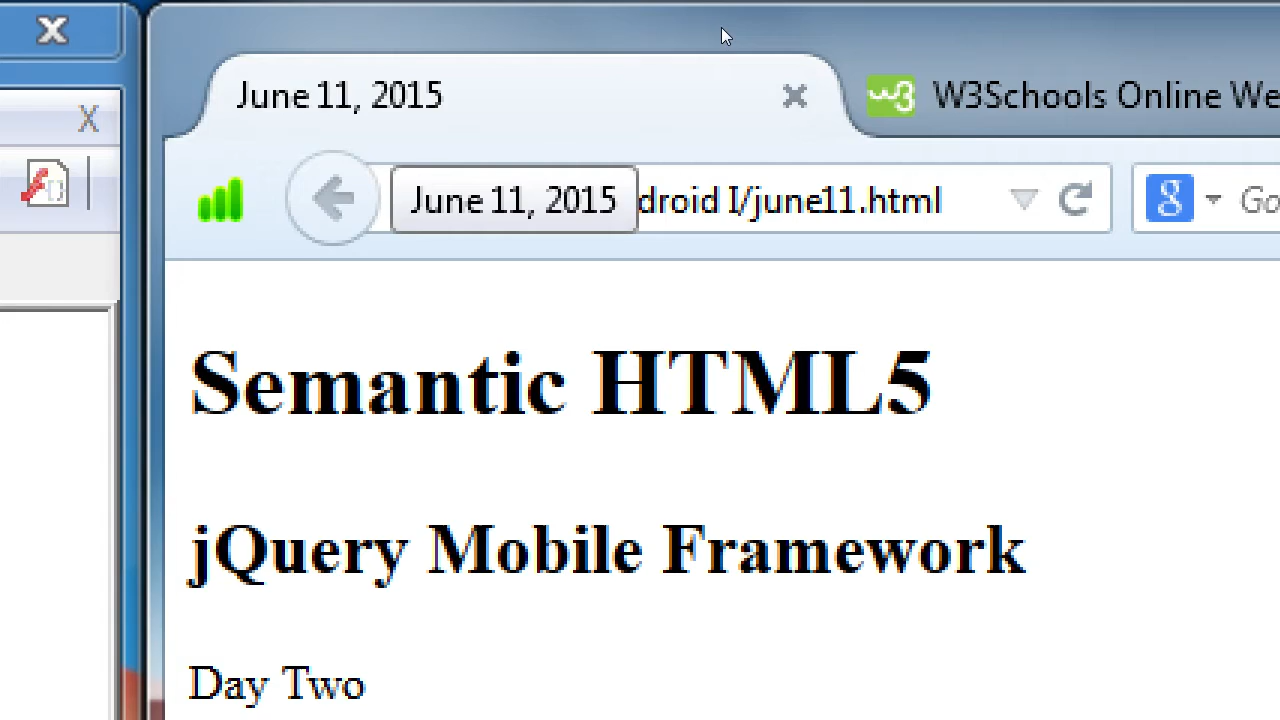 June 11, 2015
W3Schools Online We
June 11, 2015 droid I/june11.html
Go
Semantic HTML5
jQuery Mobile Framework
Day Two